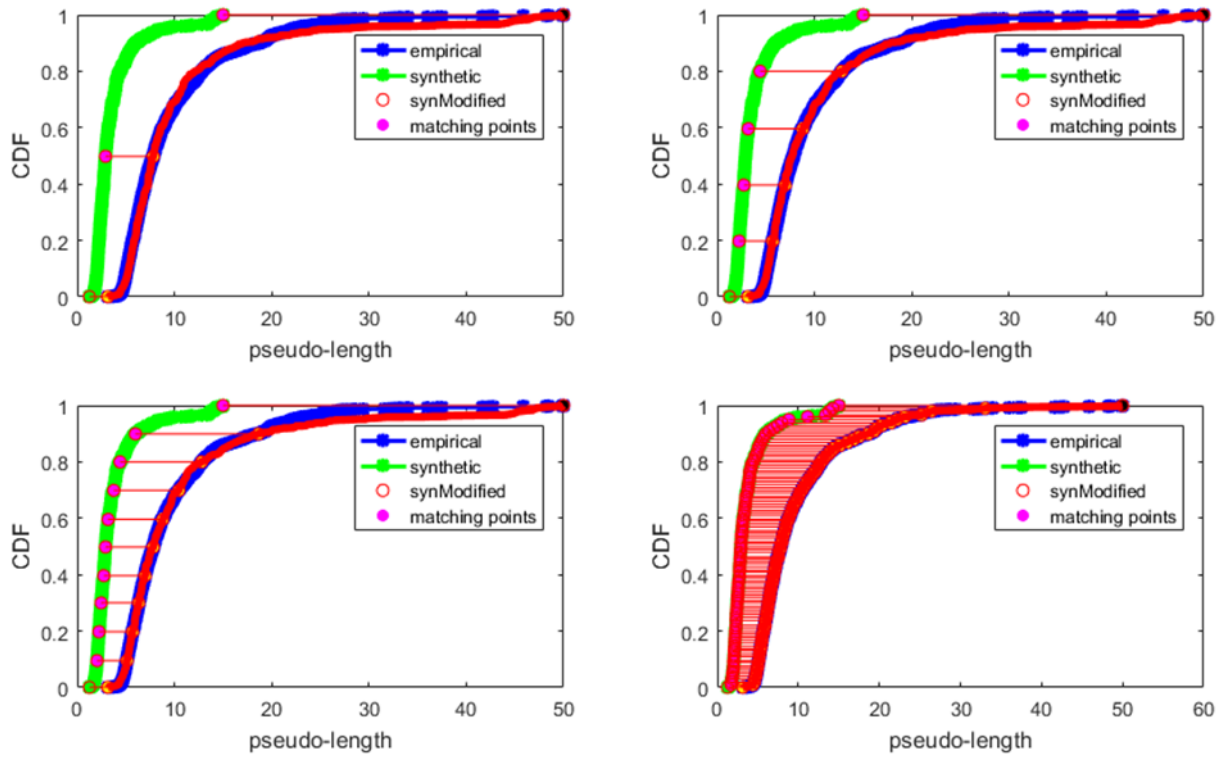 1
0.8
0.6
0.4
0.2
0
CDF
0 10 20 30 40 50
pseudo-length
empirical
synthetic
synModified
matching points
1
0.8
0.6
0.4
0.2
0
CDF
0 10 20 30 40 50
pseudo-length
empirical
synthetic
synModified
matching points
1
0.8
0.6
0.4
0.2
0
CDF
0 10 20 30 40 50
pseudo-length
empirical
synthetic
synModified
matching points
1
0.8
0.6
0.4
0.2
0
CDF
0 10 20 30 40 50 60
pseudo-length
empirical
synthetic
synModified
matching points